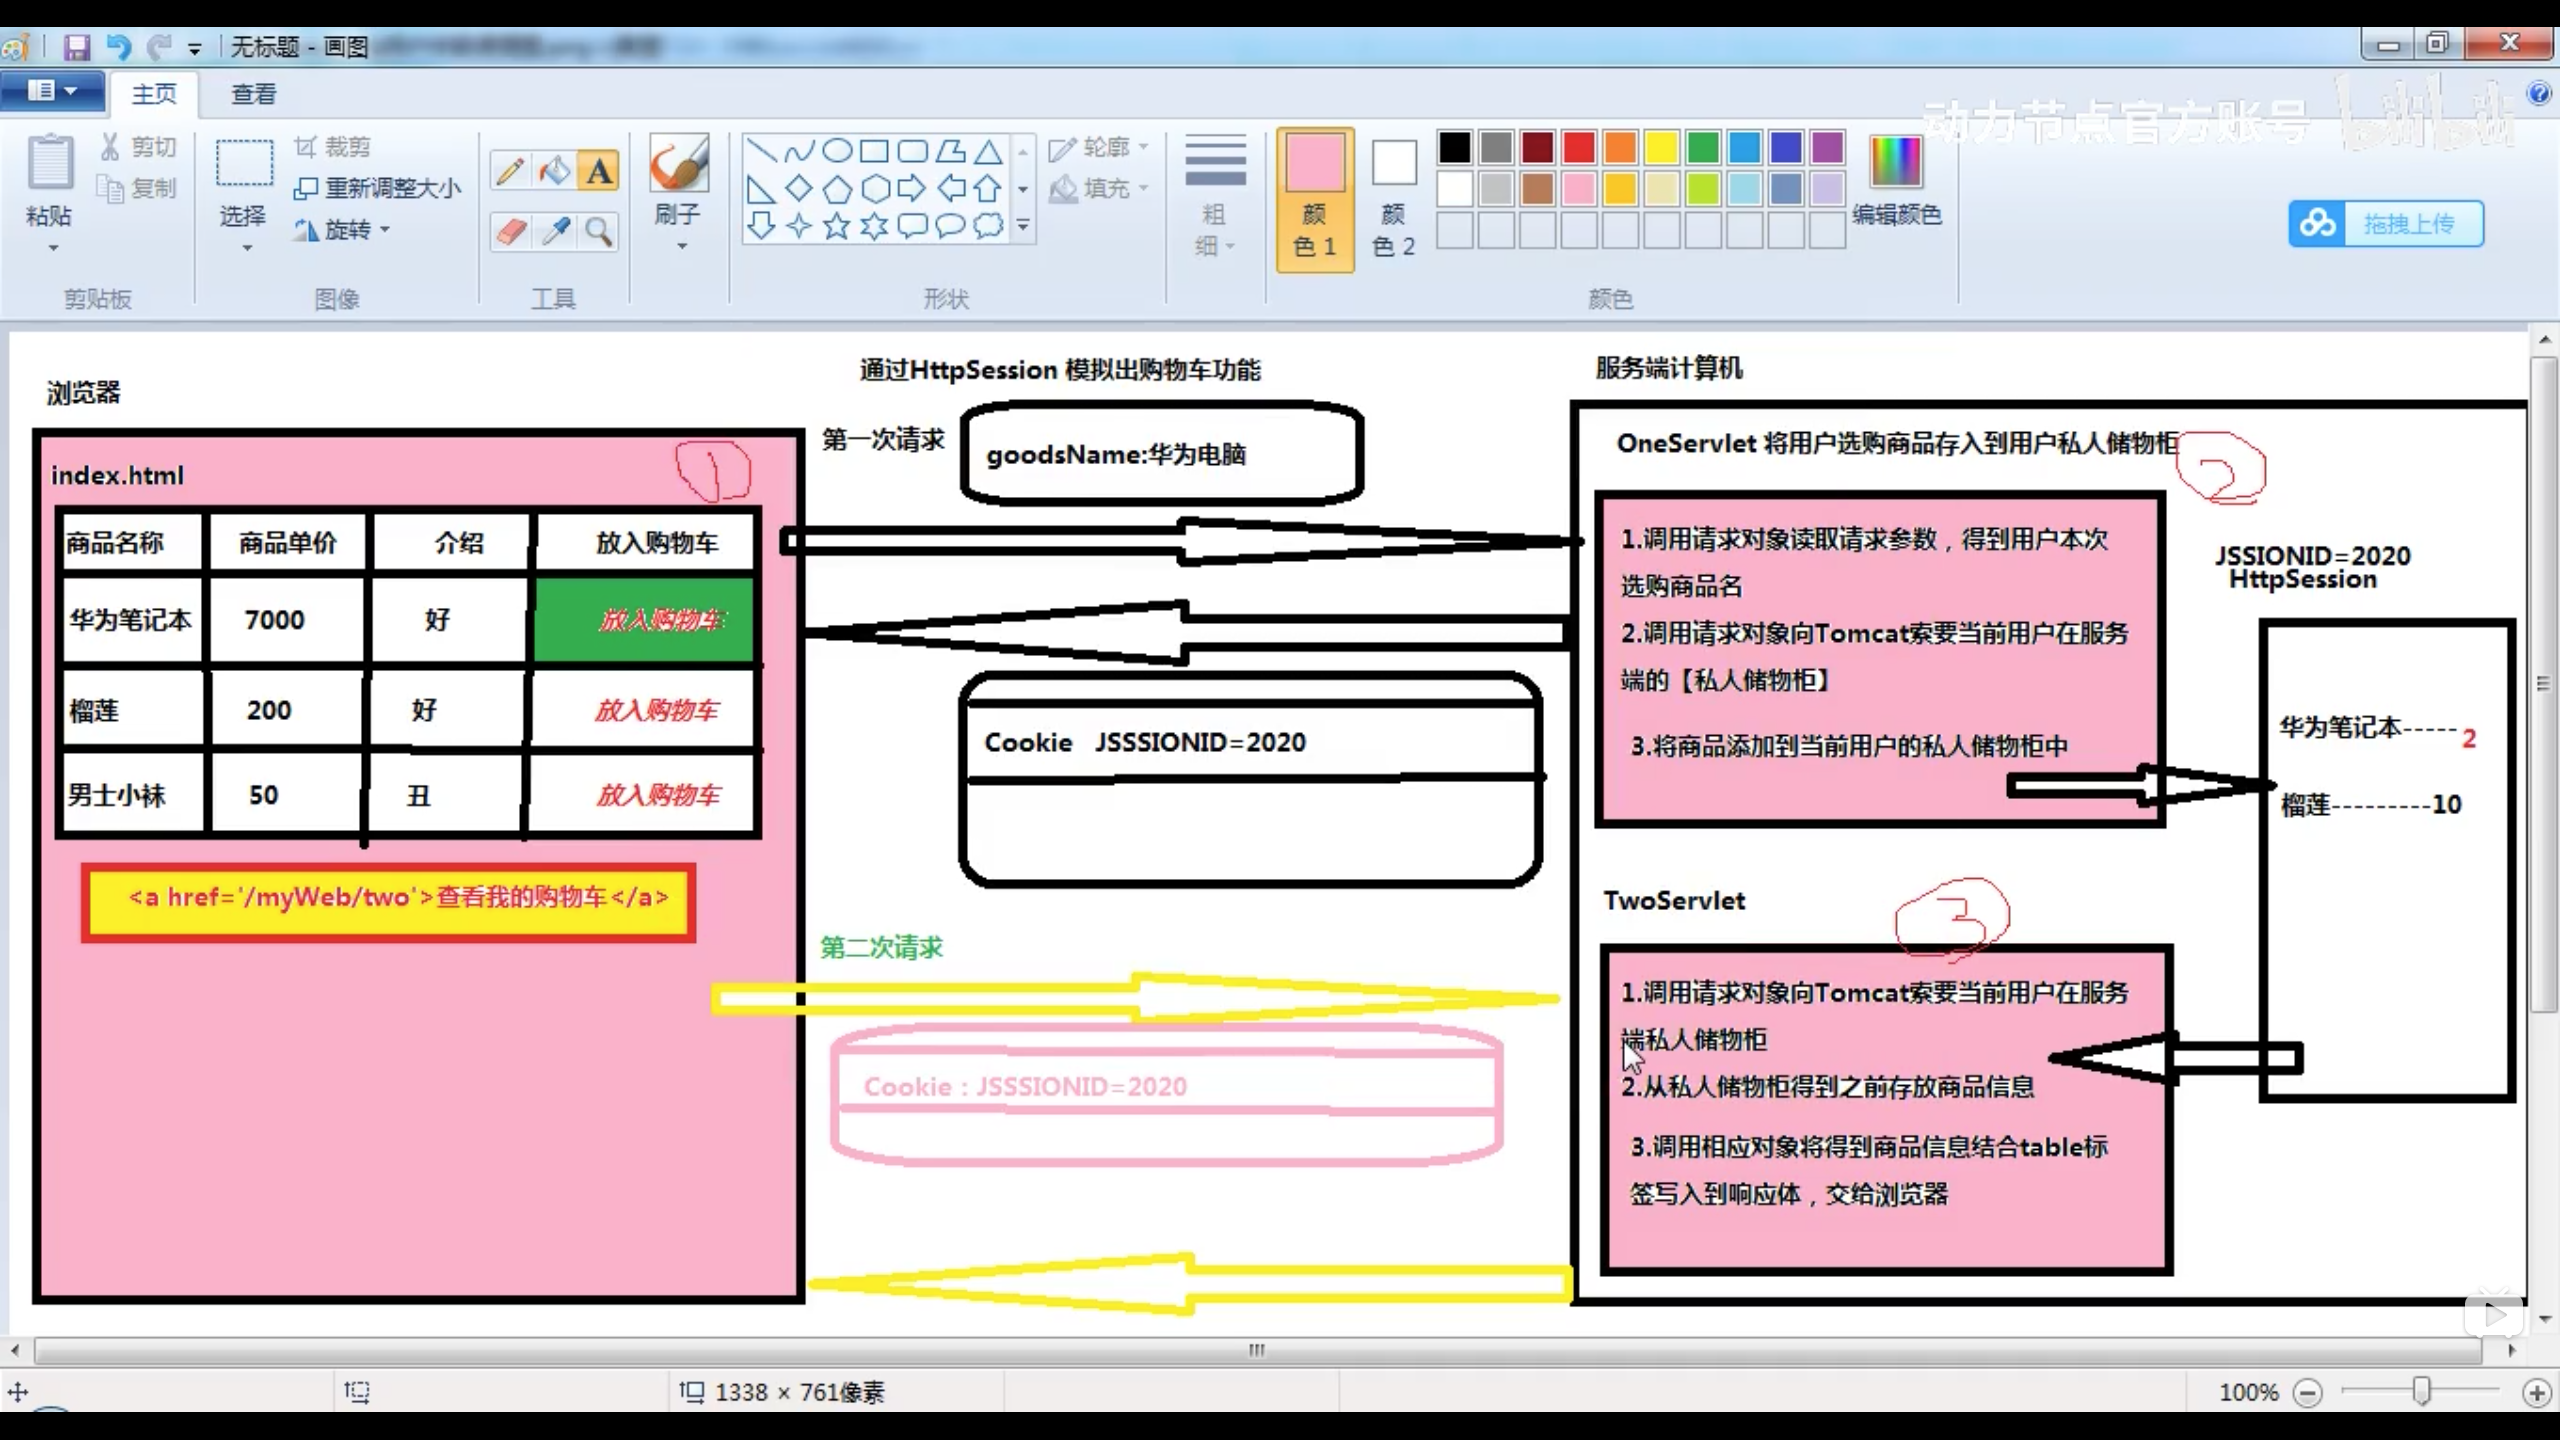 无标题 - 画图
主页
查看
动力节点官方账号
bilibili
粘贴
剪切
复制
剪贴板
选择
裁剪
重新调整大小
旋转
图像
A
工具
刷子
形状
轮廓
填充
粗
细
颜
色 1
颜
色 2
编辑颜色
颜色
拖拽上传
浏览器
index.html
1
商品名称 商品单价 介绍 放入购物车
华为笔记本 7000 好 放入购物车
榴莲 200 好 放入购物车
男士小袜 50 丑 放入购物车
<a href='/myWeb/two'>查看我的购物车</a>
通过HttpSession 模拟出购物车功能
第一次请求
goodsName:华为电脑
Cookie JSSSIONID=2020
第二次请求
Cookie : JSSSIONID=2020
服务端计算机
OneServlet 将用户选购商品存入到用户私人储物柜
2
1.调用请求对象读取请求参数，得到用户本次
选购商品名
2.调用请求对象向Tomcat索要当前用户在服务
端的【私人储物柜】
3.将商品添加到当前用户的私人储物柜中
JSSIONID=2020
HttpSession
华为笔记本-----2
榴莲---------10
TwoServlet
3
1.调用请求对象向Tomcat索要当前用户在服务
端私人储物柜
2.从私人储物柜得到之前存放商品信息
3.调用相应对象将得到商品信息结合table标
签写入到响应体，交给浏览器
1338 × 761像素
100%